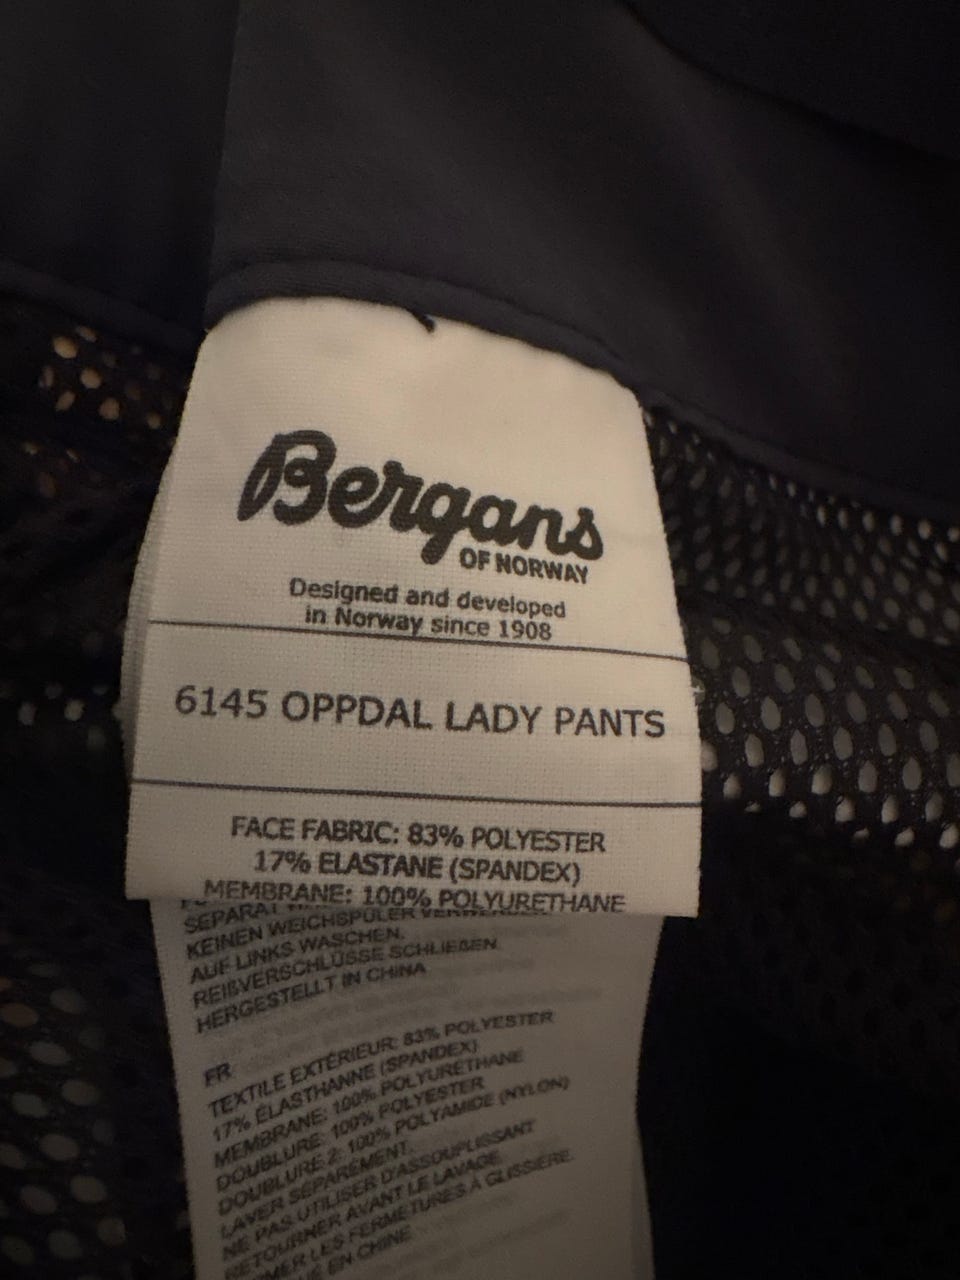 Bergans
OF NORWAY
Designed and developed
in Norway since 1908
6145 OPPDAL LADY PANTS
FACE FABRIC: 83% POLYESTER
17% ELASTANE (SPANDEX)
MEMBRANE: 100% POLYURETHANE
SEPARAT
KEINEN WEICHSPÜLER VERWENDEN.
AUF LINKS WASCHEN.
REIßVERSCHLÜSSE SCHLIEßEN.
HERGESTELLT IN CHINA
FR
TEXTILE EXTÉRIEUR: 83% POLYESTER
17% ÉLASTHANNE (SPANDEX)
MEMBRANE: 100% POLYURETHANE
DOUBLURE: 100% POLYESTER
DOUBLURE 2: 100% POLYAMIDE (NYLON)
LAVER SÉPARÉMENT.
NE PAS UTILISER D'ASSOUPLISSANT
RETOURNER AVANT LE LAVAGE
RMER LES FERMETURES À GLISSIÈRE.
UE EN CHINE